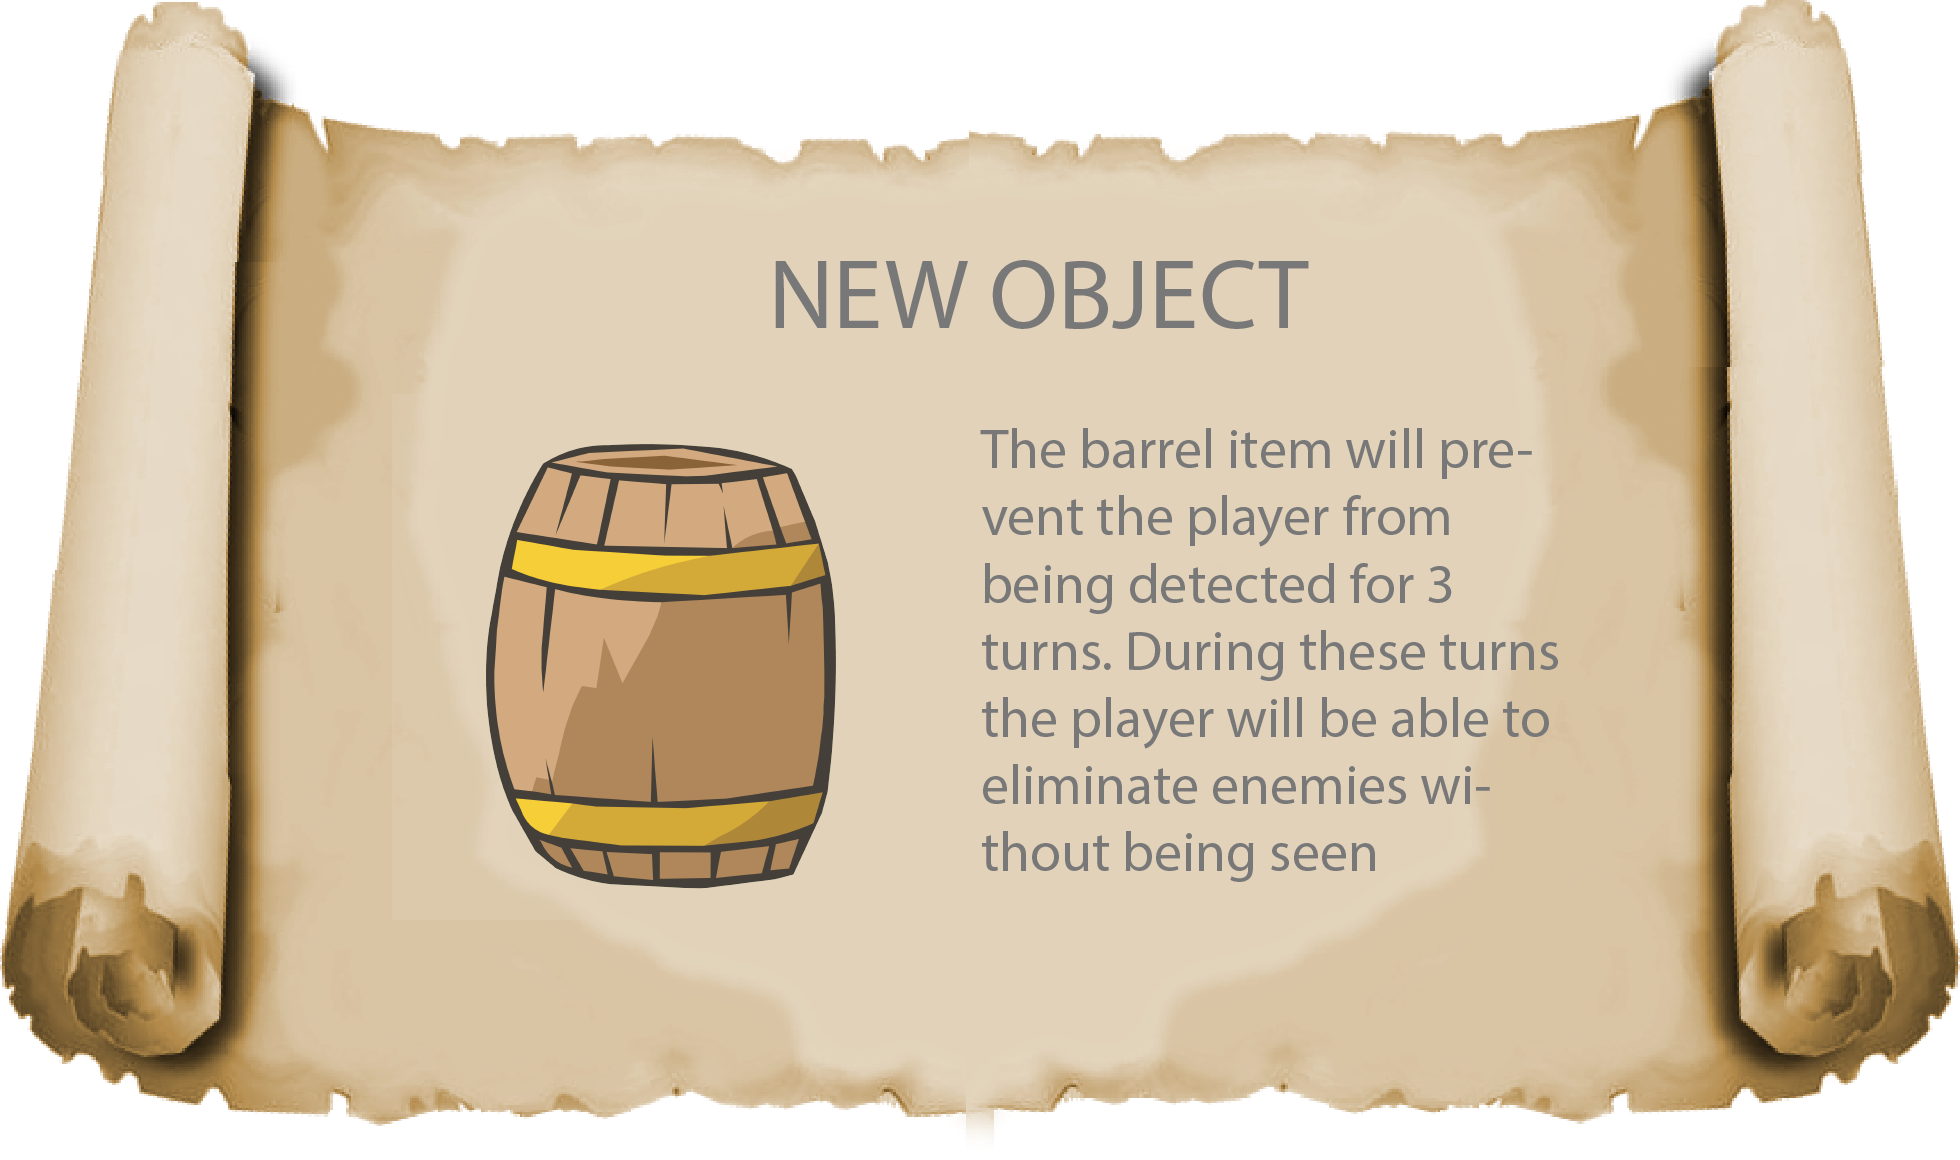 NEW OBJECT
The barrel item will pre-
vent the player from
being detected for 3
turns. During these turns
the player will be able to
eliminate enemies wi-
thout being seen